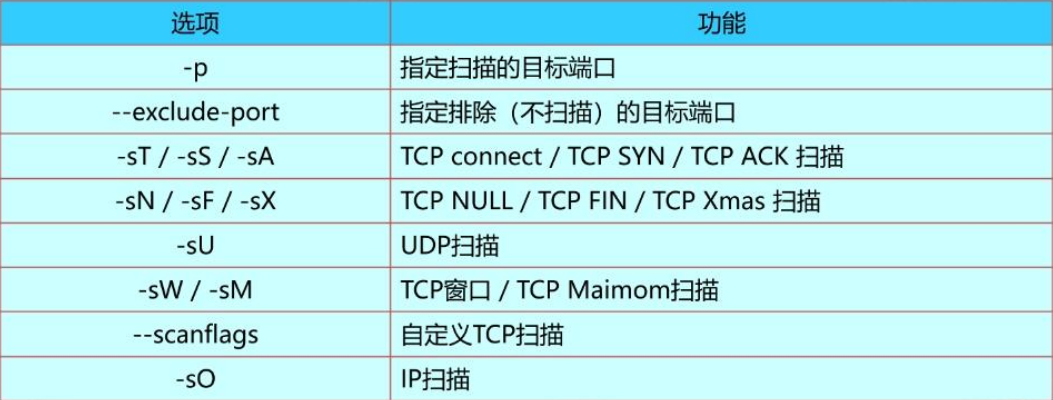 选项 功能
-p 指定扫描的目标端口
--exclude-port 指定排除（不扫描）的目标端口
-sT / -sS / -sA TCP connect / TCP SYN / TCP ACK 扫描
-sN / -sF / -sX TCP NULL / TCP FIN / TCP Xmas 扫描
-sU UDP扫描
-sW / -sM TCP窗口 / TCP Maimom扫描
--scanflags 自定义TCP扫描
-sO IP扫描